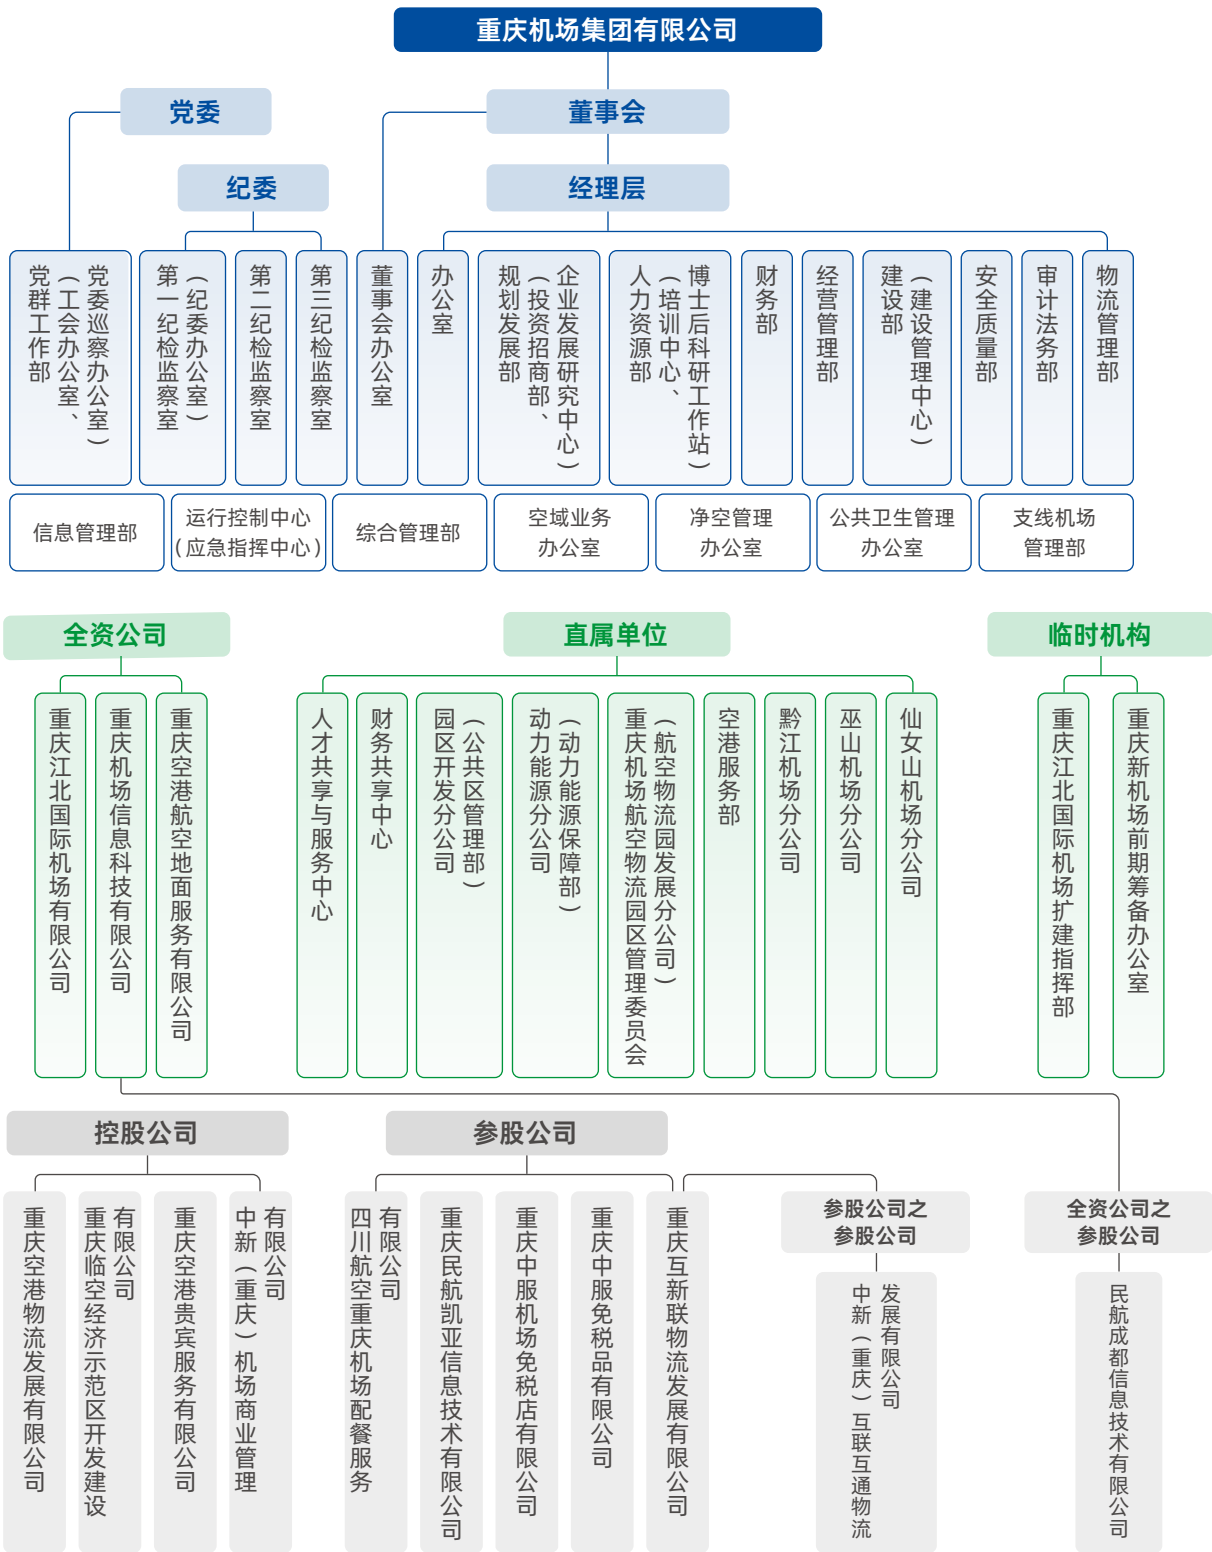 重庆机场集团有限公司
党委
董事会
纪委
经理层
党群工作部
（工会办公室、
党委巡察办公室）
第一纪检监察室
（纪委办公室）
第二纪检监察室
第三纪检监察室
董事会办公室
办公室
规划发展部
（投资招商部、
企业发展研究中心）
人力资源部
（培训中心、
博士后科研工作站）
财务部
经营管理部
建设部
（建设管理中心）
安全质量部
审计法务部
物流管理部
信息管理部
运行控制中心
（应急指挥中心）
综合管理部
空域业务
办公室
净空管理
办公室
公共卫生管理
办公室
支线机场
管理部
全资公司
直属单位
临时机构
重庆江北国际机场有限公司
重庆机场信息科技有限公司
重庆空港航空地面服务有限公司
人才共享与服务中心
财务共享中心
园区开发分公司
（公共区管理部）
动力能源分公司
（动力能源保障部）
重庆机场航空物流园区管理委员会
（航空物流园发展分公司）
空港服务部
黔江机场分公司
巫山机场分公司
仙女山机场分公司
重庆江北国际机场扩建指挥部
重庆新机场前期筹备办公室
控股公司
参股公司
重庆空港物流发展有限公司
重庆临空经济示范区开发建设
有限公司
重庆空港贵宾服务有限公司
中新（重庆）机场商业管理
有限公司
四川航空重庆机场配餐服务
有限公司
重庆民航凯亚信息技术有限公司
重庆中服机场免税店有限公司
重庆中服免税品有限公司
重庆互新联物流发展有限公司
参股公司之
参股公司
中新（重庆）互联互通物流
发展有限公司
全资公司之
参股公司
民航成都信息技术有限公司